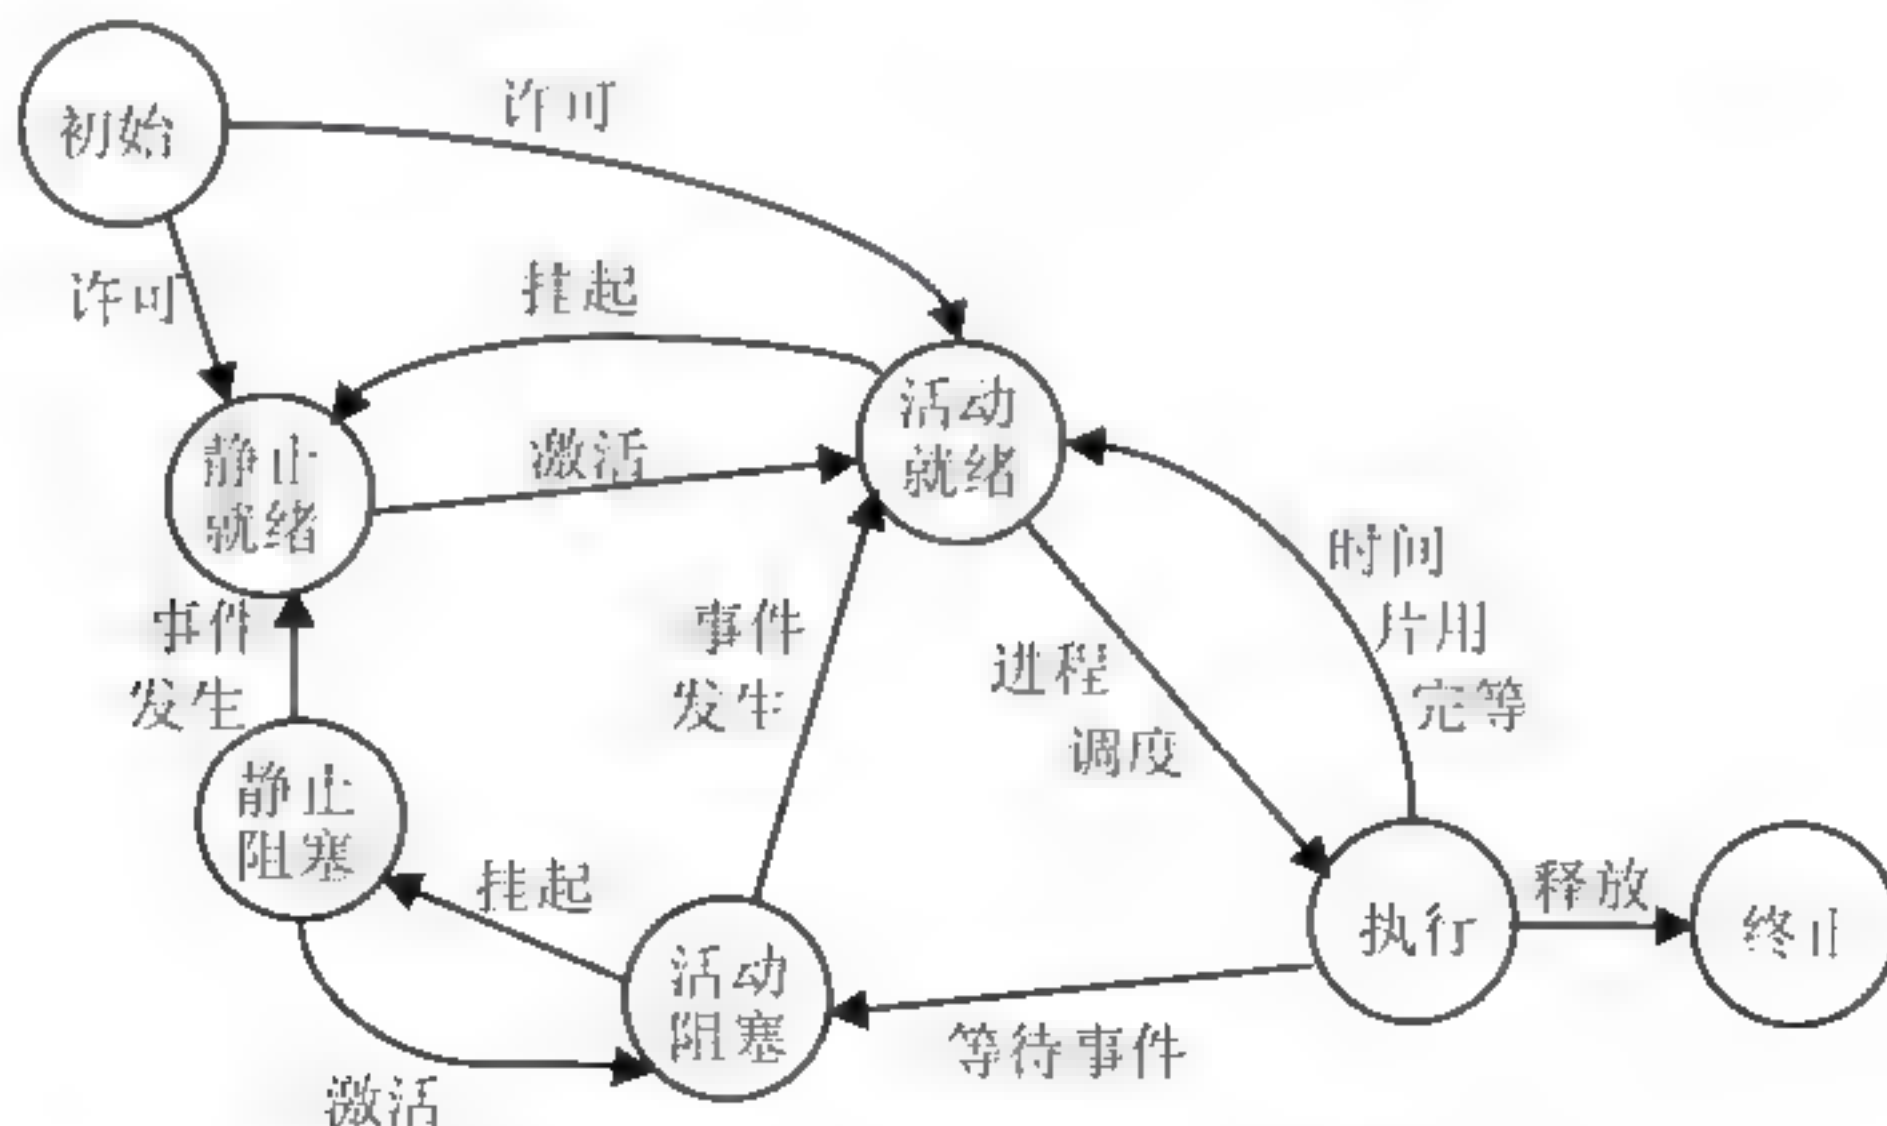 初始
许可
许可
挂起
活动
就绪
静止
就绪
激活
时间
片用
完等
事件
发生
事件
发生
进程
调度
静止
阻塞
挂起
活动
阻塞
执行
释放
终止
等待事件
激活